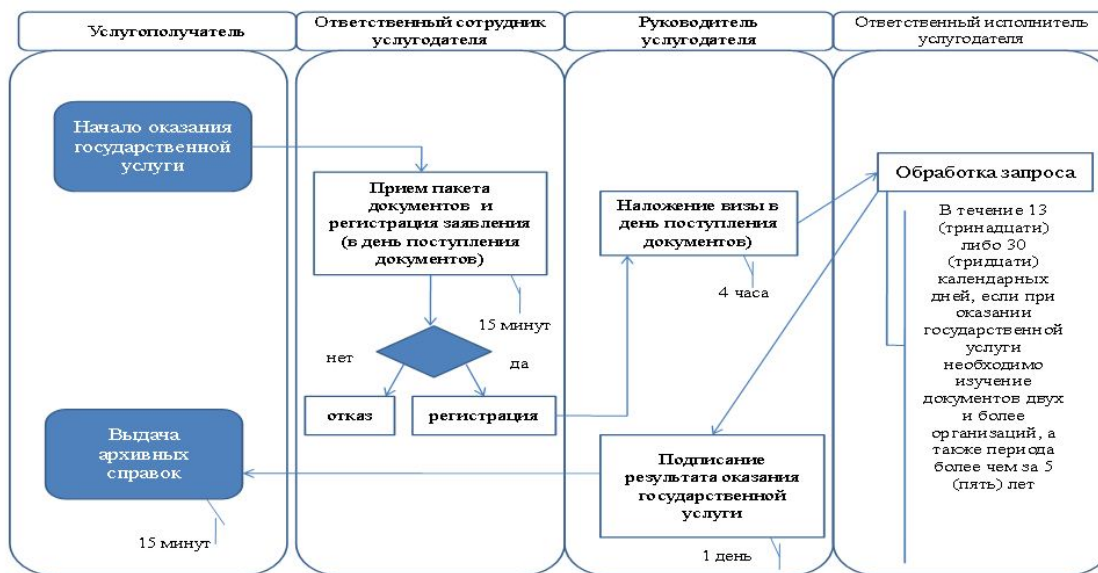 Услугополучатель
Ответственный сотрудник
услугодателя
Руководитель
услугодателя
Ответственный исполнитель
услугодателя
Начало оказания
государственной
услуги
Прием пакета
документов и
регистрация заявления
(в день поступления
документов)
15 минут
нет
да
отказ
регистрация
Наложение визы в
день поступления
документов)
4 часа
Обработка запроса
В течение 13
(тринадцати)
либо 30
(тридцати)
календарных
дней, если при
оказании
государственной
услуги
необходимо
изучение
документов двух
и более
организаций, а
также периода
более чем за 5
(пять) лет
Подписание
результата оказания
государственной
услуги
1 день
Выдача
архивных
справок
15 минут